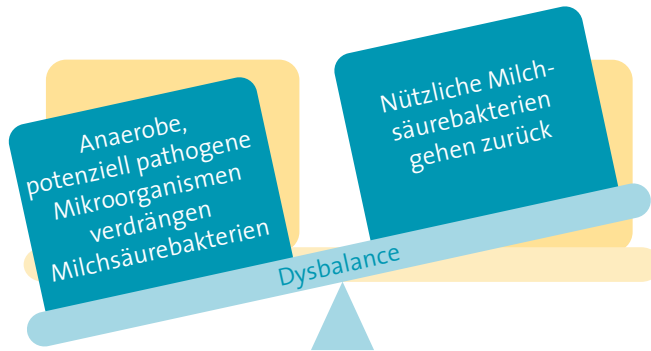 Anaerobe,
potenziell pathogene
Mikroorganismen
verdrängen
Milchsäurebakterien
Nützliche Milch-
säurebakterien
gehen zurück
Dysbalance